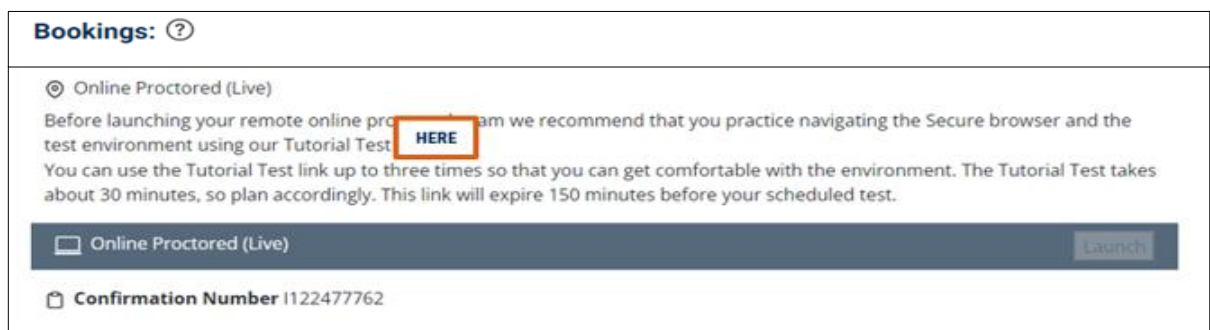 Bookings: ?
Online Proctored (Live)
Before launching your remote online pro am we recommend that you practice navigating the Secure browser and the
test environment using our Tutorial Test HERE
You can use the Tutorial Test link up to three times so that you can get comfortable with the environment. The Tutorial Test takes
about 30 minutes, so plan accordingly. This link will expire 150 minutes before your scheduled test.
Online Proctored (Live) Launch
Confirmation Number I122477762